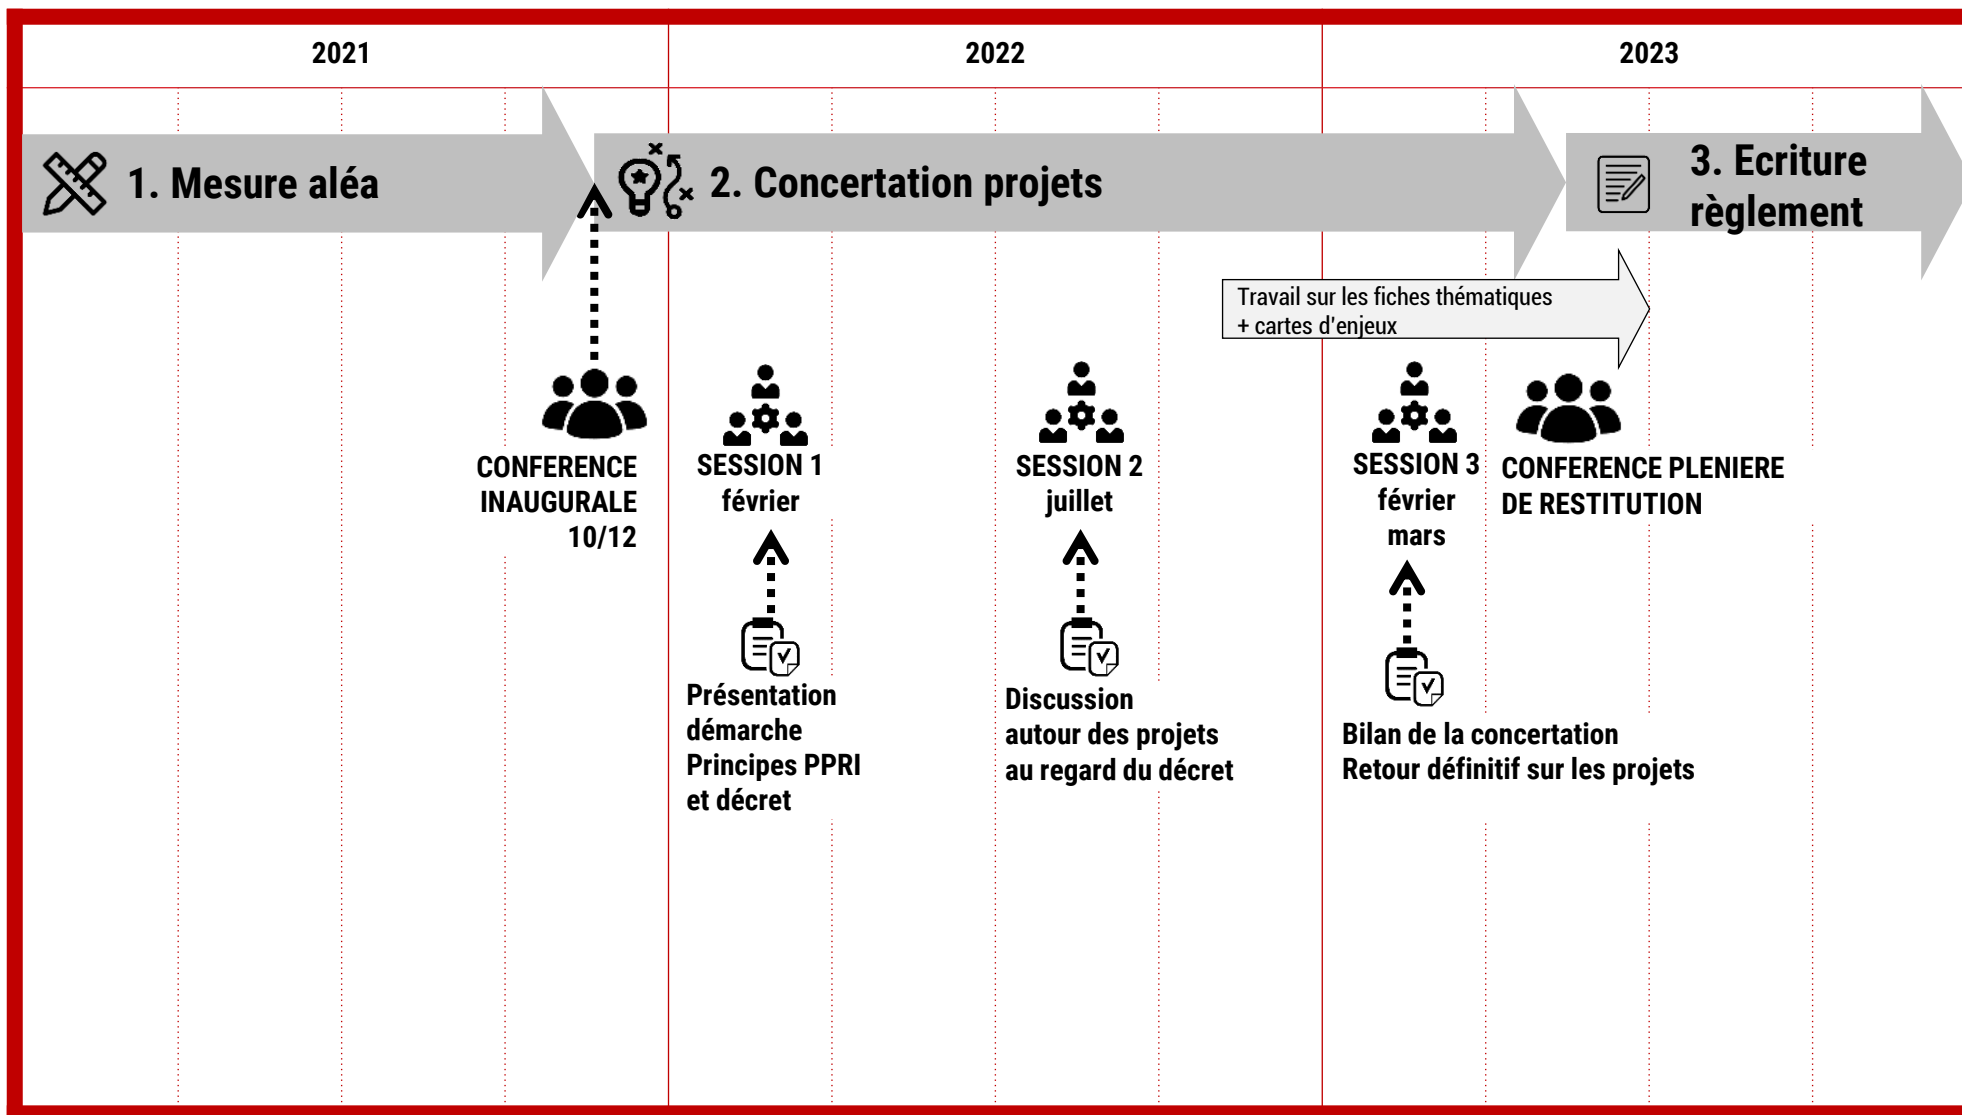 2021
2022
2023
1. Mesure aléa
2. Concertation projets
3. Ecriture
règlement
Travail sur les fiches thématiques
+ cartes d'enjeux
CONFERENCE
INAUGURALE
10/12
SESSION 1
février
SESSION 2
juillet
SESSION 3
février
mars
CONFERENCE PLENIERE
DE RESTITUTION
Présentation
démarche
Principes PPRI
et décret
Discussion
autour des projets
au regard du décret
Bilan de la concertation
Retour définitif sur les projets